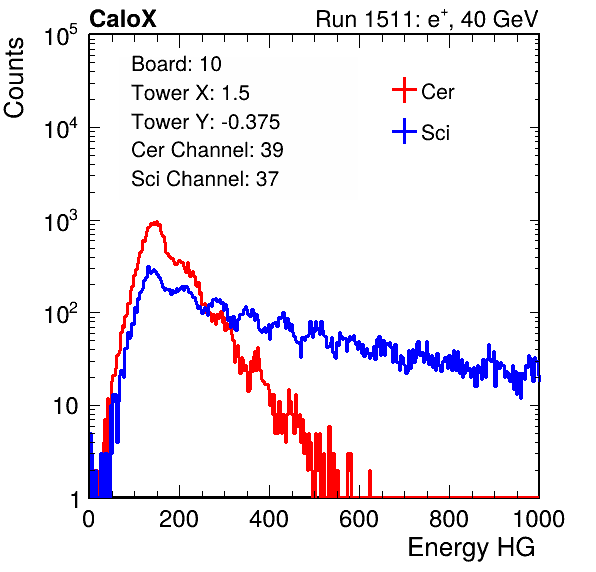 CaloX
Run 1511: e+, 40 GeV
Counts
10^5
10^4
10^3
10^2
10
1
Board: 10
Tower X: 1.5
Tower Y: -0.375
Cer Channel: 39
Sci Channel: 37
Cer
Sci
0 200 400 600 800 1000
Energy HG